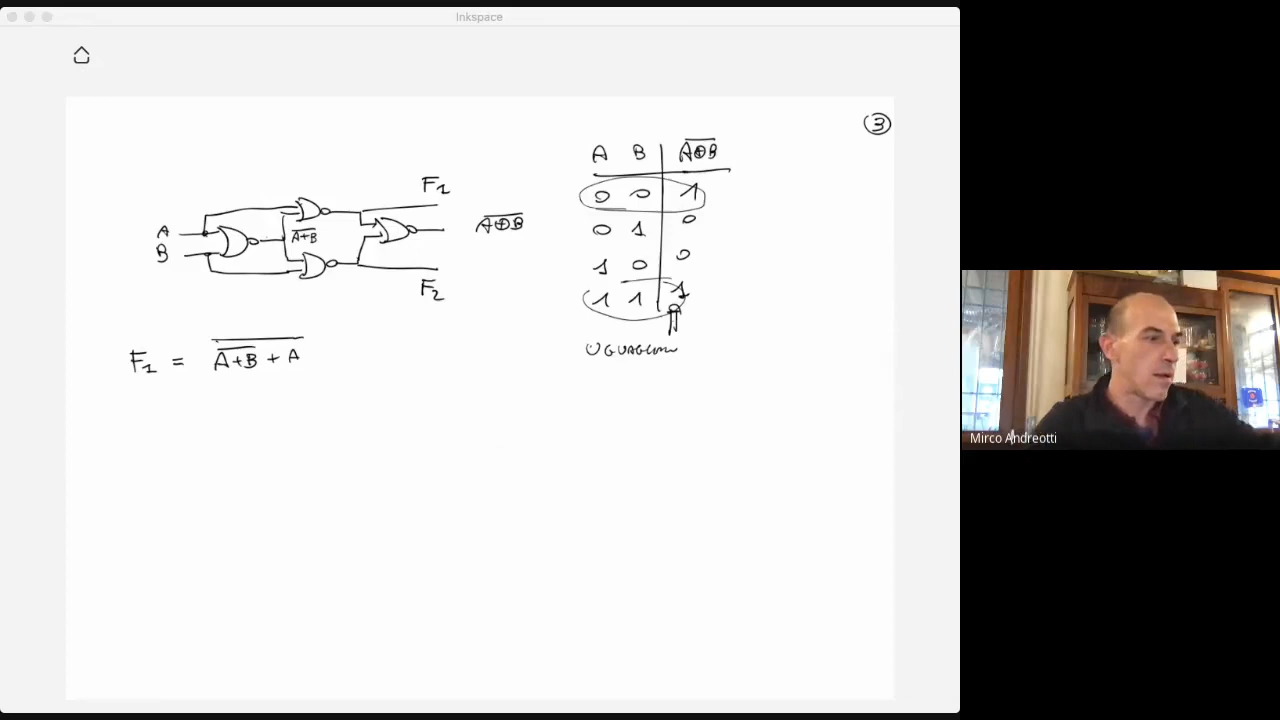 Inkspace
3
A B A⊕B
0 0 1
0 1 0
1 0 0
1 1 1
F1
A
B
A+B
A⊕B
F2
F1 = A+B + A
Mirco Andreotti